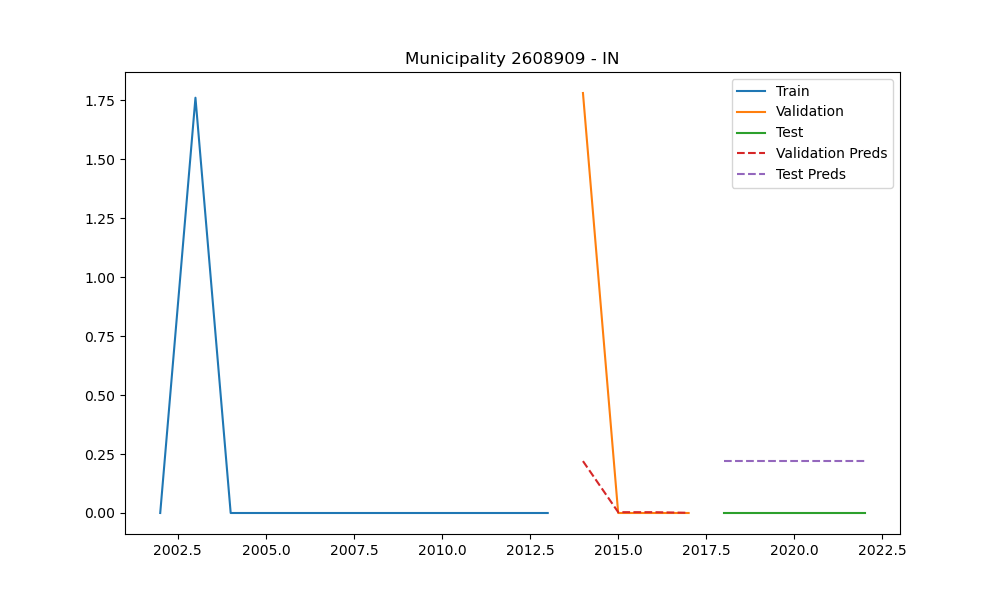 Municipality 2608909 - IN
Train
Validation
Test
Validation Preds
Test Preds
1.75
1.50
1.25
1.00
0.75
0.50
0.25
0.00
2002.5 2005.0 2007.5 2010.0 2012.5 2015.0 2017.5 2020.0 2022.5